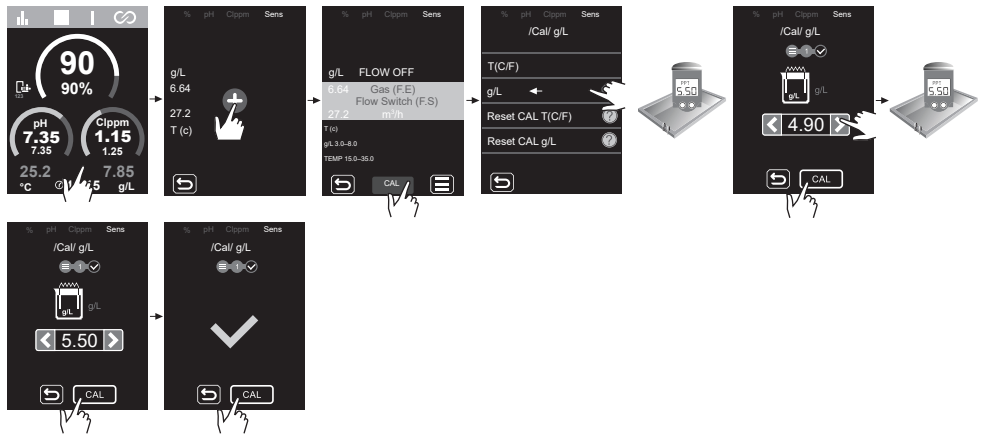 90
90%
123
pH
7.35
7.35
Clppm
1.15
1.25
25.2
7.85
°C
5
g/L
% pH Clppm Sens
g/L
6.64
27.2
T (c)
% pH Clppm Sens
g/L FLOW OFF
6.64 Gas (F.E)
Flow Switch (F.S)
27.2 m³/h
T (c)
g/L 3.0–8.0
TEMP 15.0–35.0
CAL
% pH Clppm Sens
/Cal/ g/L
T(C/F)
g/L
Reset CAL T(C/F) ?
Reset CAL g/L ?
PPT
5.50
% pH Clppm Sens
/Cal/ g/L
1
g/L g/L
4.90
CAL
PPT
5.50
% pH Clppm Sens
/Cal/ g/L
1
g/L g/L
5.50
CAL
% pH Clppm Sens
/Cal/ g/L
1
CAL